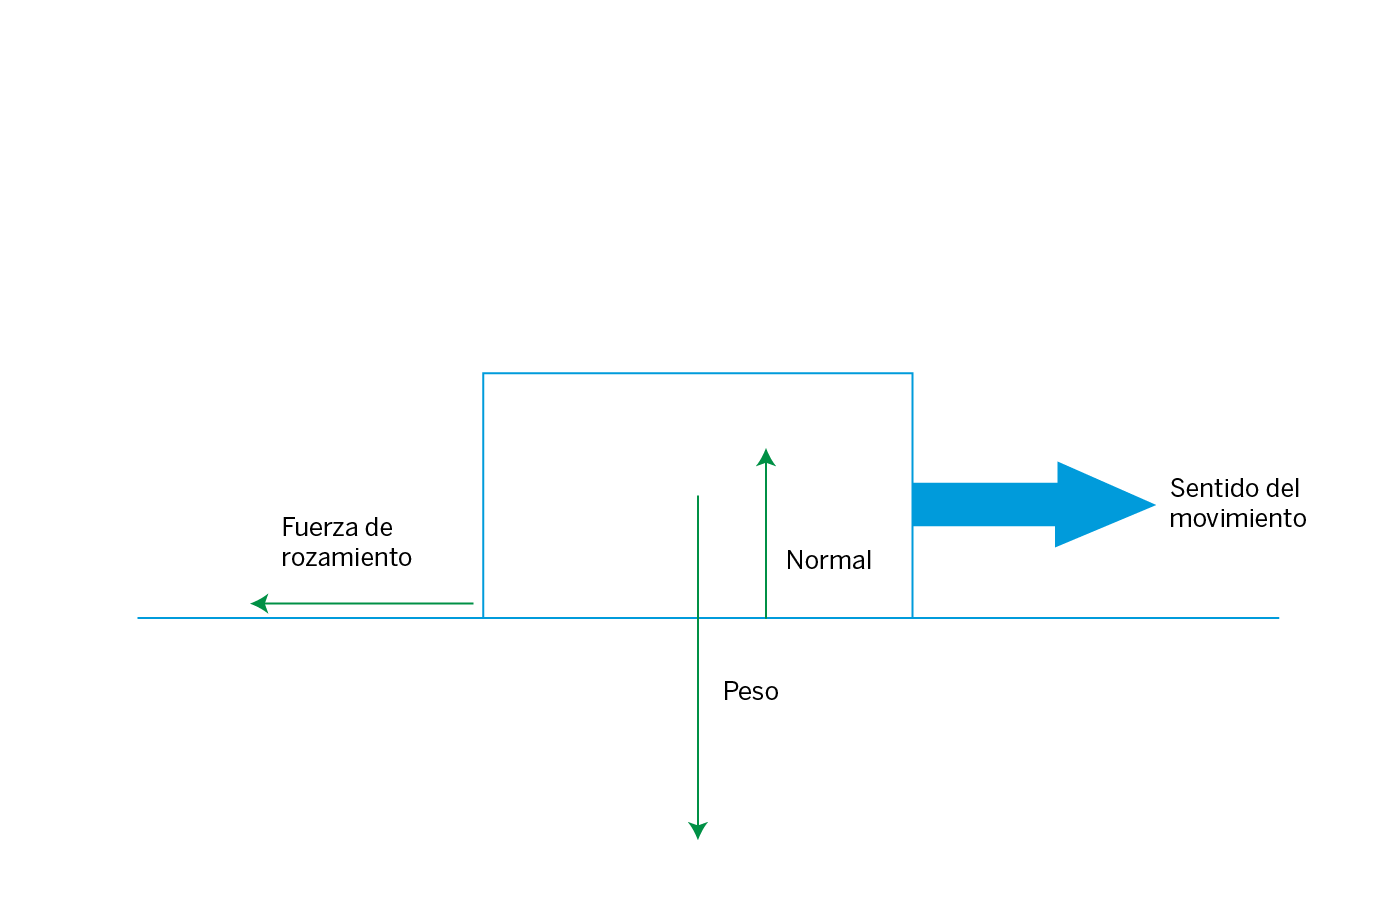 Sentido del
movimiento
Fuerza de
rozamiento
Normal
Peso